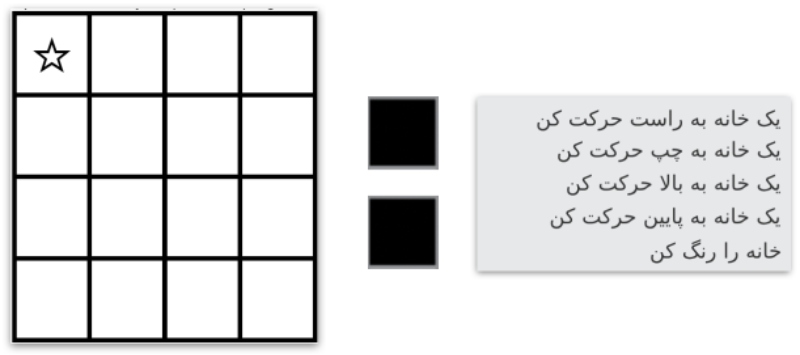 یک خانه به راست حرکت کن
یک خانه به چپ حرکت کن
یک خانه به بالا حرکت کن
یک خانه به پایین حرکت کن
خانه را رنگ کن